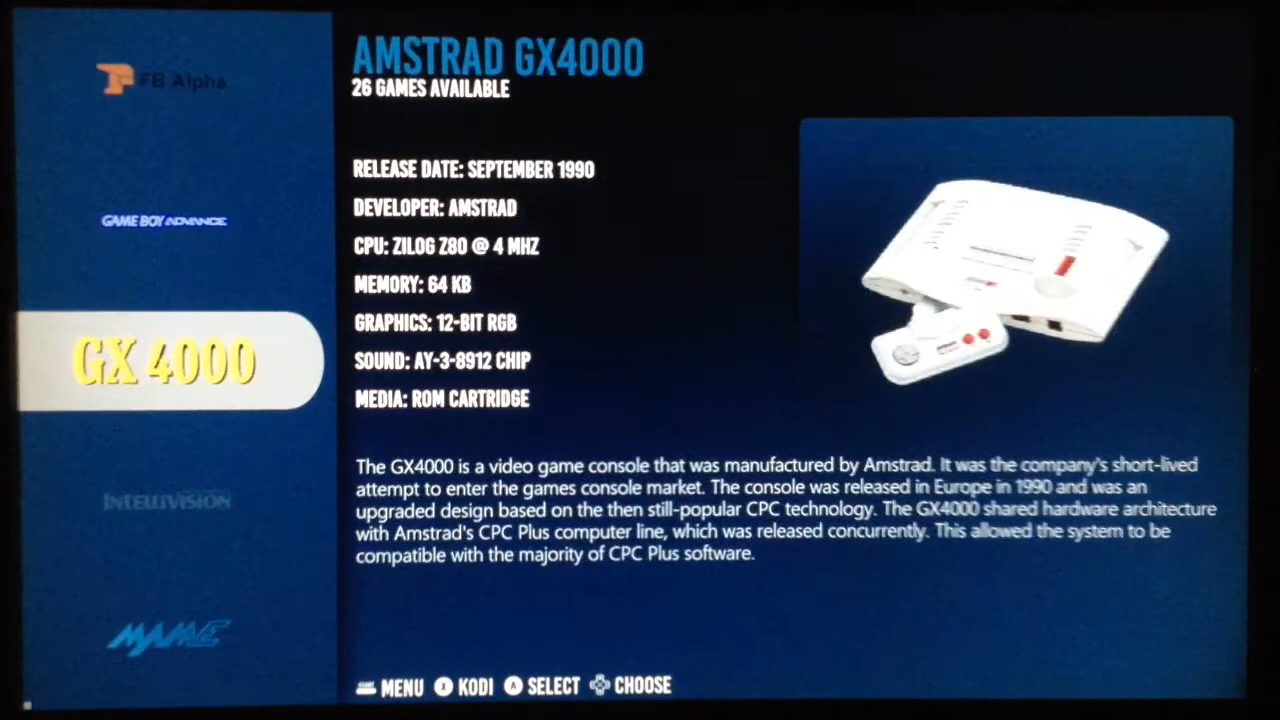 FB Alpha
GAME BOY ADVANCE
GX 4000
INTELLIVISION
MAME
AMSTRAD GX4000
26 GAMES AVAILABLE
RELEASE DATE: SEPTEMBER 1990
DEVELOPER: AMSTRAD
CPU: ZILOG Z80 @ 4 MHZ
MEMORY: 64 KB
GRAPHICS: 12-BIT RGB
SOUND: AY-3-8912 CHIP
MEDIA: ROM CARTRIDGE
The GX4000 is a video game console that was manufactured by Amstrad. It was the company's short-lived
attempt to enter the games console market. The console was released in Europe in 1990 and was an
upgraded design based on the then still-popular CPC technology. The GX4000 shared hardware architecture
with Amstrad's CPC Plus computer line, which was released concurrently. This allowed the system to be
compatible with the majority of CPC Plus software.
START MENU X KODI A SELECT CHOOSE